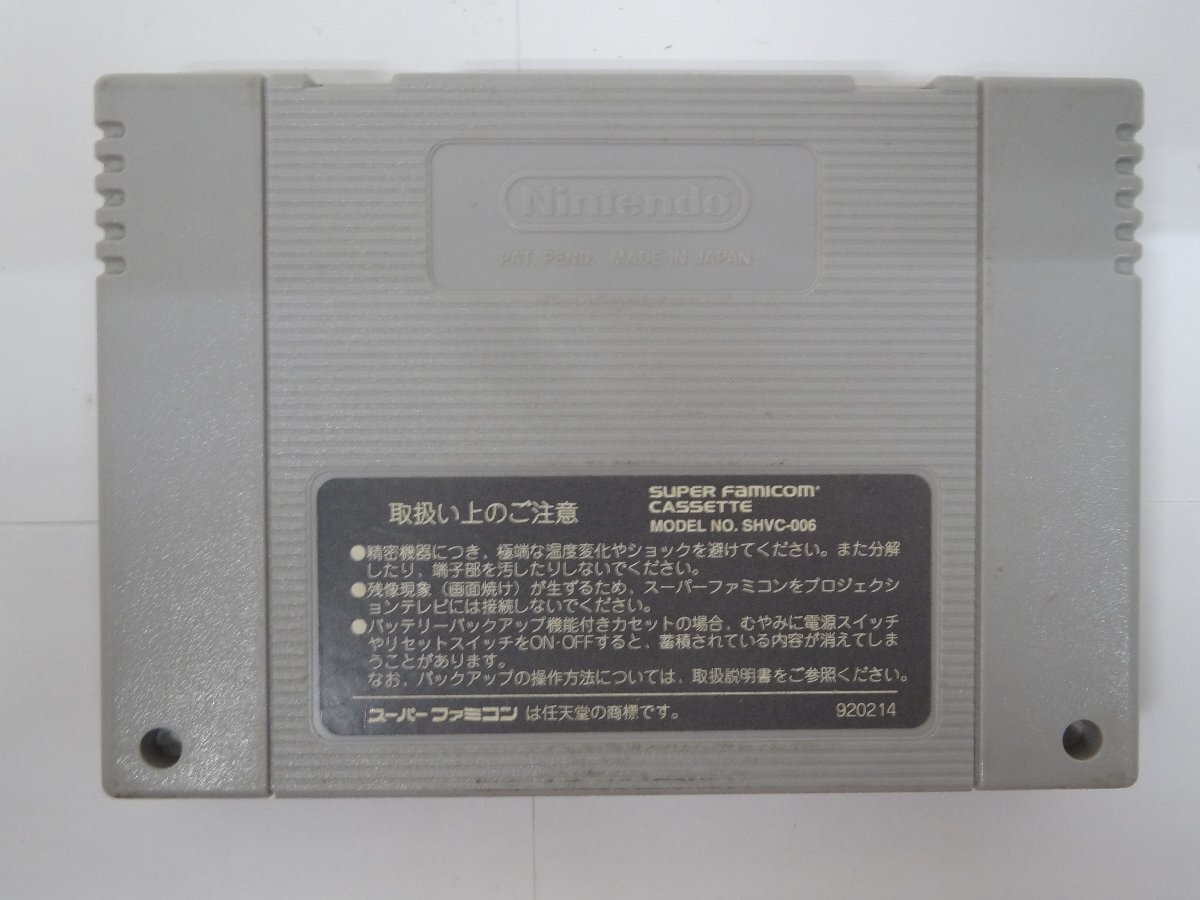 Nintendo
PAT. PEND. MADE IN JAPAN
取扱い上のご注意
SUPER FAMICOM
CASSETTE
MODEL NO. SHVC-006
●精密機器につき、極端な温度変化やショックを避けてください。また分解
したり、端子部を汚したりしないでください。
●残像現象（画面焼け）が生ずるため、スーパーファミコンをプロジェクシ
ョンテレビには接続しないでください。
●バッテリーバックアップ機能付きカセットの場合、むやみに電源スイッチ
やリセットスイッチをON・OFFすると、蓄積されている内容が消えてしま
うことがあります。
なお、バックアップの操作方法については、取扱説明書をご参照ください。
スーパーファミコンは任天堂の商標です。
920214